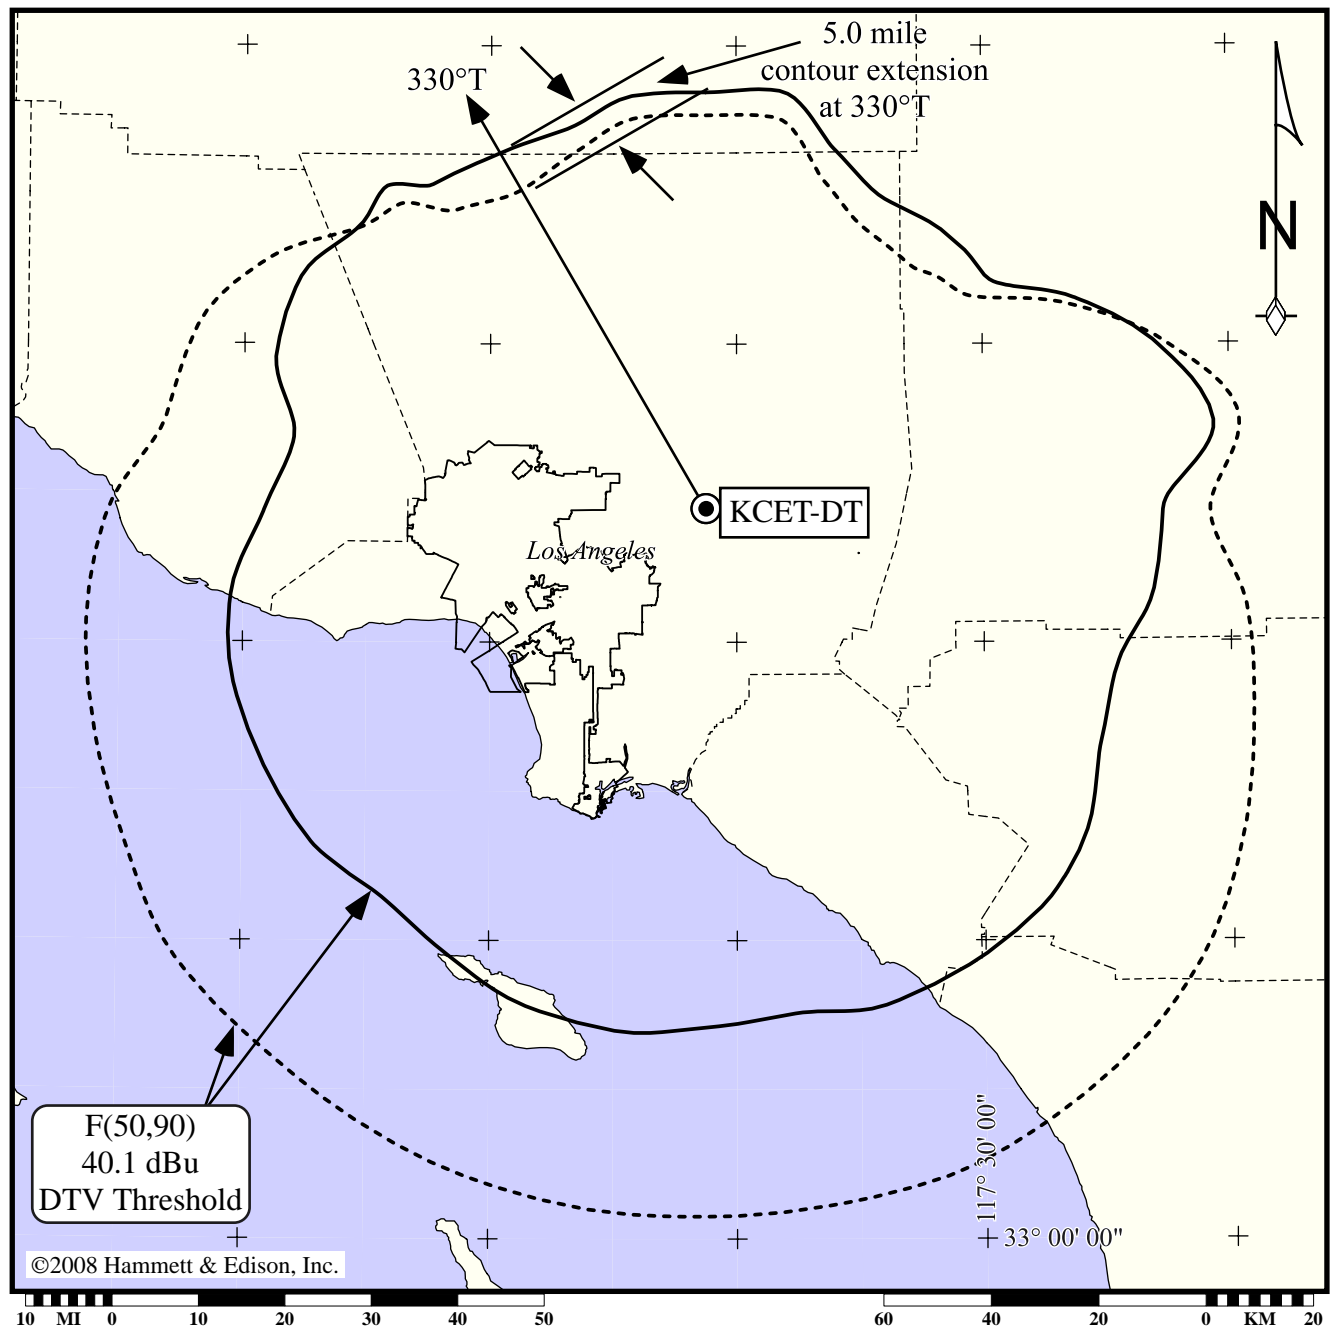 5.0 mile
contour extension
at 330°T
330°T
N
KCET-DT
Los Angeles
F(50,90)
40.1 dBu
DTV Threshold
117° 30' 00"
33° 00' 00"
©2008 Hammett & Edison, Inc.
10 MI 0 10 20 30 40 50 60 40 20 0 KM 20